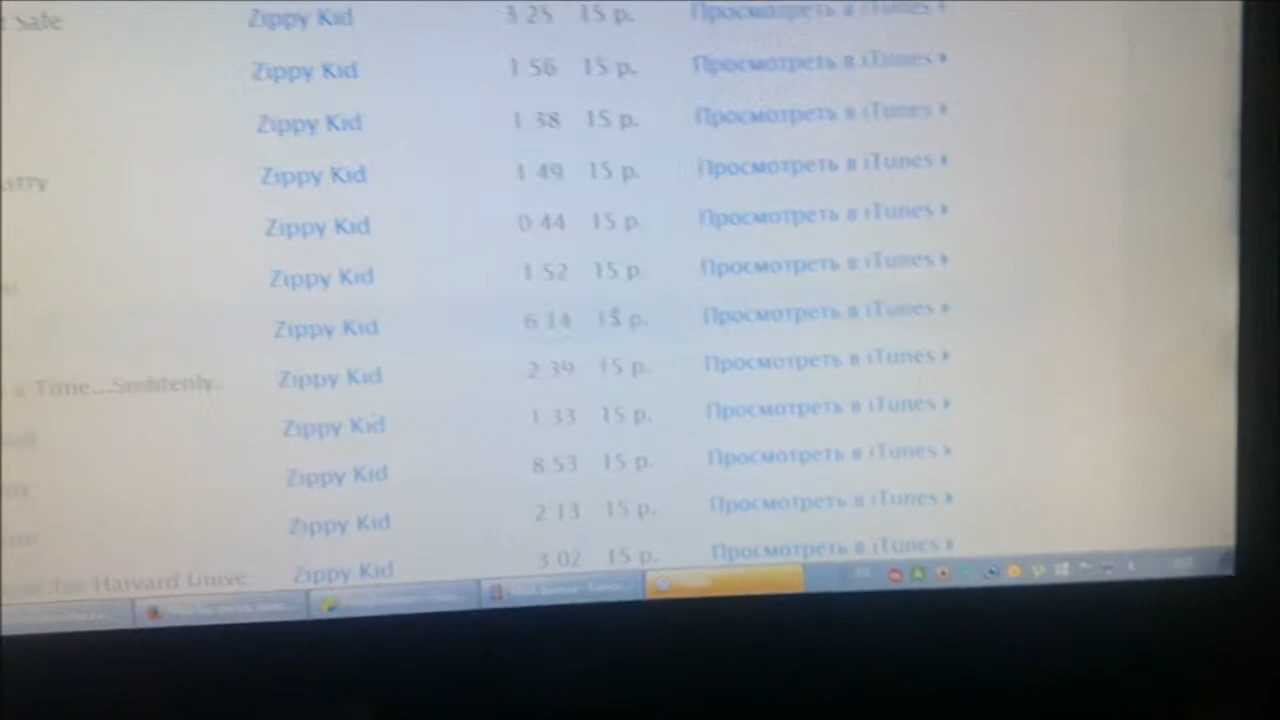 Safe Zippy Kid 3:25 15 р. Просмотреть в iTunes
Zippy Kid 1:56 15 р. Просмотреть в iTunes
Zippy Kid 1:38 15 р. Просмотреть в iTunes
Zippy Kid 1:49 15 р. Просмотреть в iTunes
Zippy Kid 0:44 15 р. Просмотреть в iTunes
Zippy Kid 1:52 15 р. Просмотреть в iTunes
Zippy Kid 6:14 15 р. Просмотреть в iTunes
a Time... Zippy Kid 2:39 15 р. Просмотреть в iTunes
Zippy Kid 1:33 15 р. Просмотреть в iTunes
Zippy Kid 8:53 15 р. Просмотреть в iTunes
Zippy Kid 2:13 15 р. Просмотреть в iTunes
Harvard Unive Zippy Kid 3:02 15 р. Просмотреть в iTunes